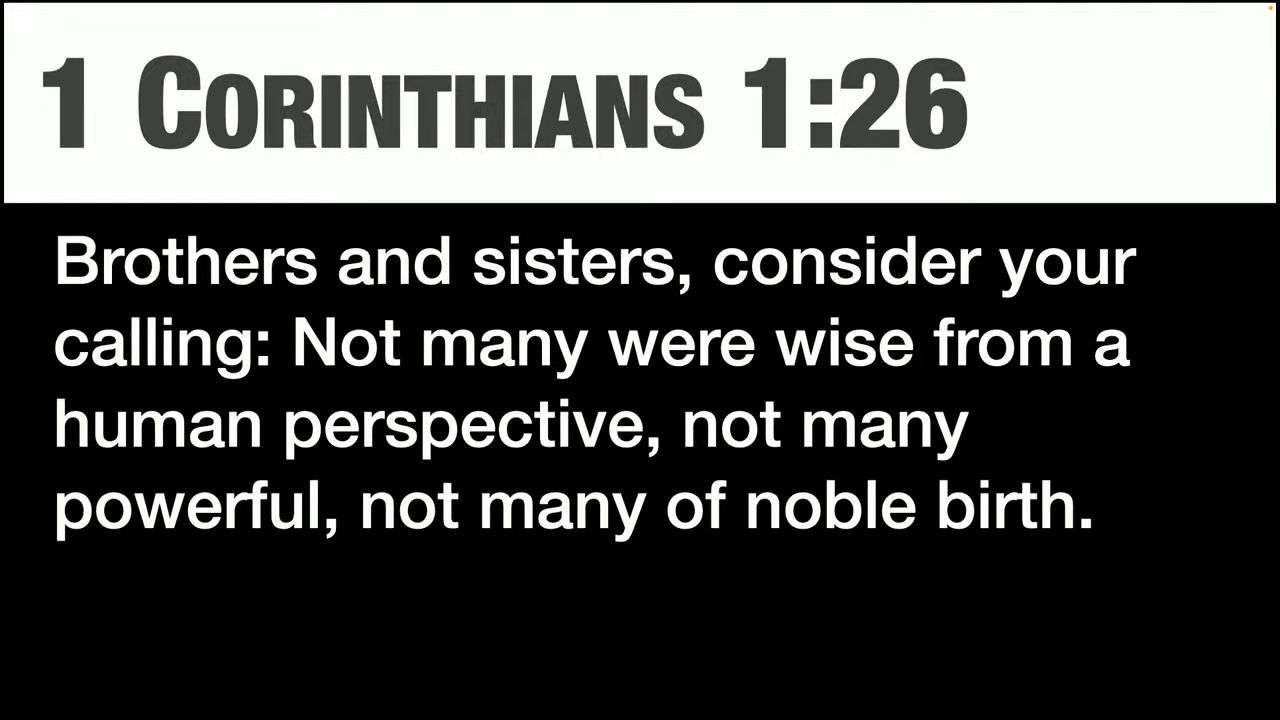 1 CORINTHIANS 1:26
Brothers and sisters, consider your
calling: Not many were wise from a
human perspective, not many
powerful, not many of noble birth.